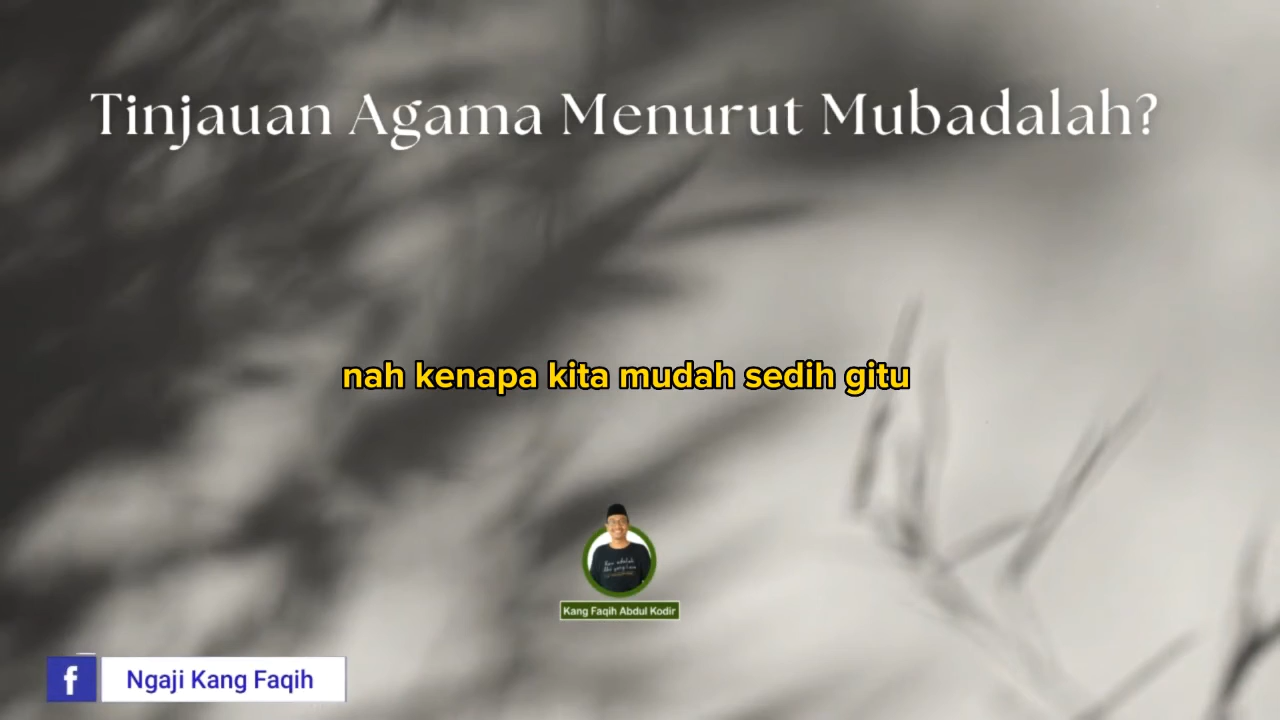 Tinjauan Agama Menurut Mubadalah?
nah kenapa kita mudah sedih gitu
Kang Faqih Abdul Kodir
f Ngaji Kang Faqih